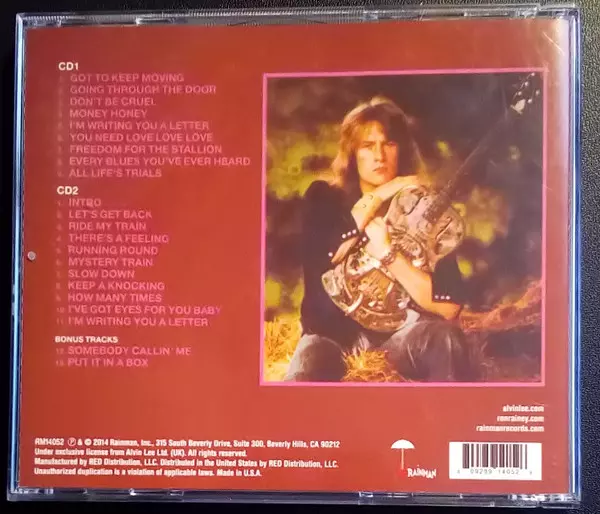 CD1
1. GOT TO KEEP MOVING
2. GOING THROUGH THE DOOR
3. DON'T BE CRUEL
4. MONEY HONEY
5. I'M WRITING YOU A LETTER
6. YOU NEED LOVE LOVE LOVE
7. FREEDOM FOR THE STALLION
8. EVERY BLUES YOU'VE EVER HEARD
9. ALL LIFE'S TRIALS
CD2
1. INTRO
2. LET'S GET BACK
3. RIDE MY TRAIN
4. THERE'S A FEELING
5. RUNNING ROUND
6. MYSTERY TRAIN
7. SLOW DOWN
8. KEEP A KNOCKING
9. HOW MANY TIMES
10. I'VE GOT EYES FOR YOU BABY
11. I'M WRITING YOU A LETTER
BONUS TRACKS
12. SOMEBODY CALLIN' ME
13. PUT IT IN A BOX
alvinlee.com
ranrainey.com
rainmanrecords.com
RM14052 ℗ & © 2014 Rainman, Inc., 315 South Beverly Drive, Suite 300, Beverly Hills, CA 90212
Under exclusive license from Alvin Lee Ltd. (UK). All rights reserved.
Manufactured by RED Distribution, LLC. Distributed in the United States by RED Distribution, LLC.
Unauthorized duplication is a violation of applicable laws. Made in U.S.A.
RAINMAN